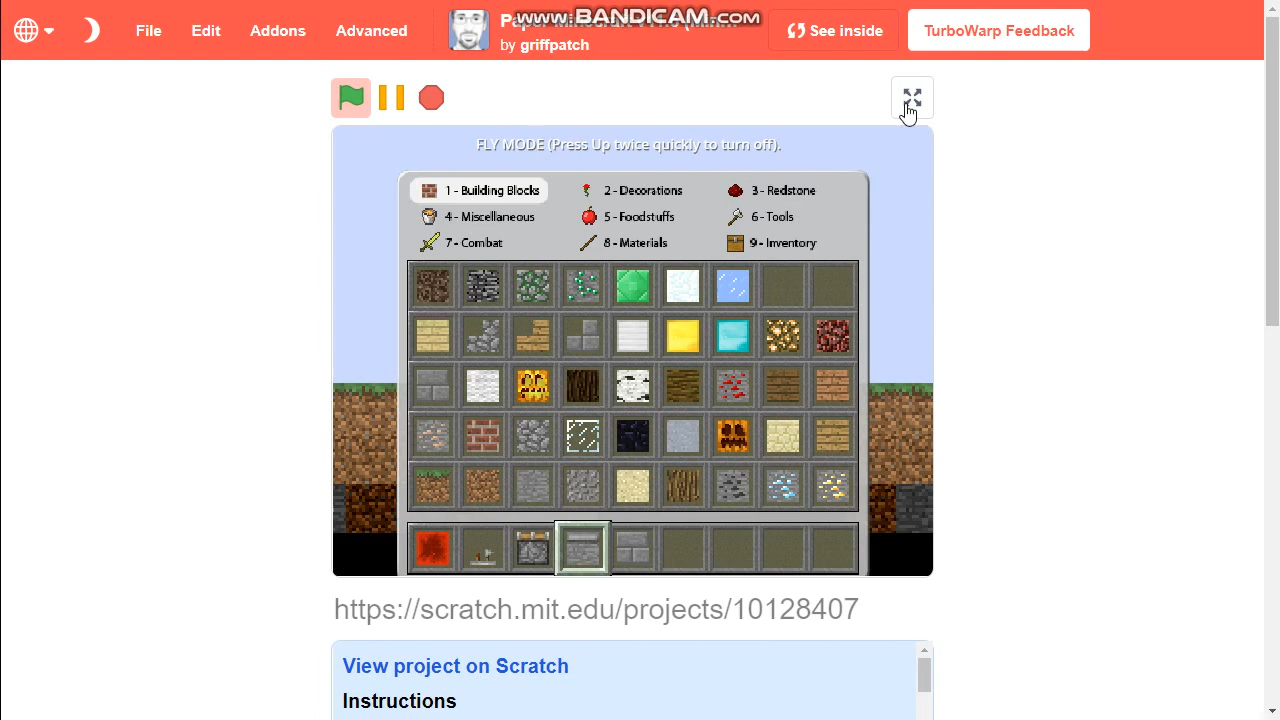 www.BANDICAM.com
File Edit Addons Advanced
by griffpatch
See inside
TurboWarp Feedback
FLY MODE (Press Up twice quickly to turn off).
1 - Building Blocks 2 - Decorations 3 - Redstone
4 - Miscellaneous 5 - Foodstuffs 6 - Tools
7 - Combat 8 - Materials 9 - Inventory
https://scratch.mit.edu/projects/10128407
View project on Scratch
Instructions